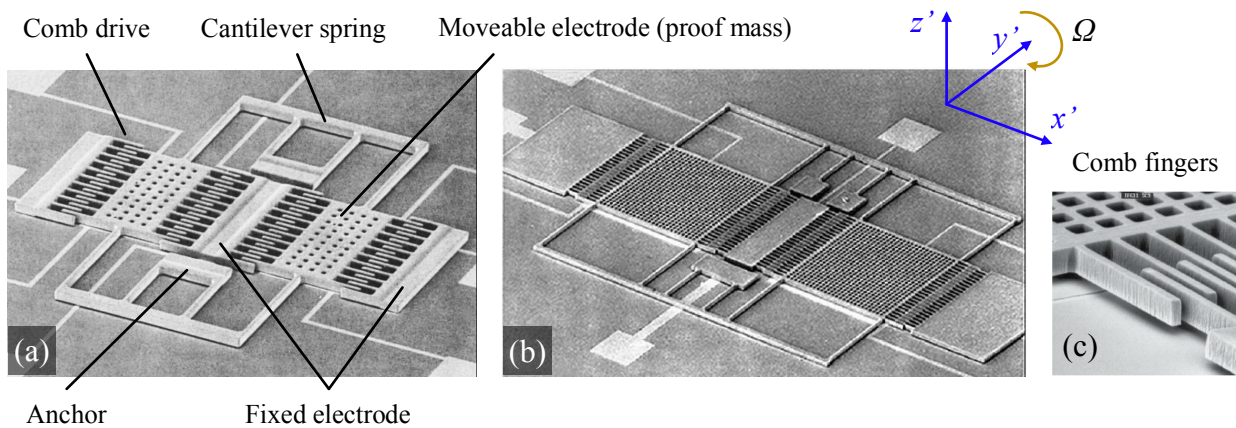 Comb drive
Cantilever spring
Moveable electrode (proof mass)
z’
y’
Ω
x’
Comb fingers
(a)
(b)
(c)
Anchor
Fixed electrode